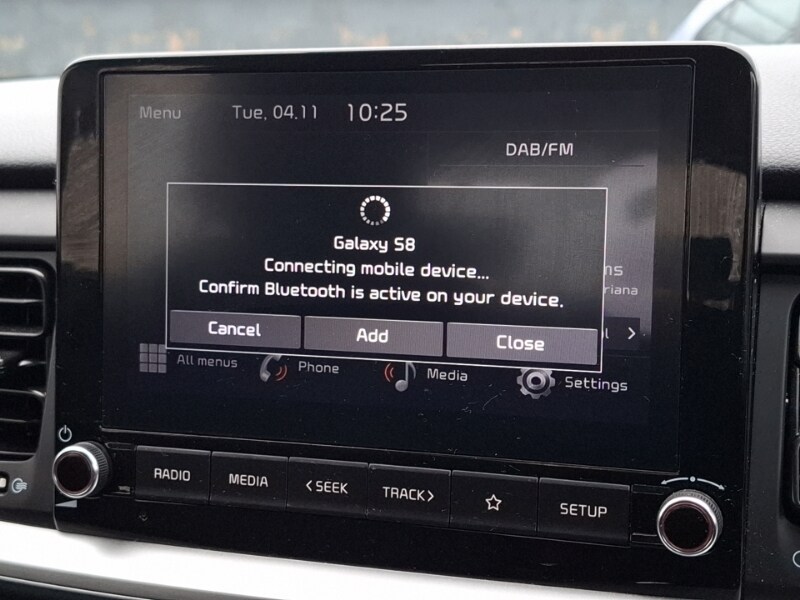 Menu Tue, 04.11 10:25
DAB/FM
Galaxy S8
Connecting mobile device...
Confirm Bluetooth is active on your device.
Cancel Add Close
All menus Phone Media Settings
RADIO MEDIA <SEEK TRACK> SETUP